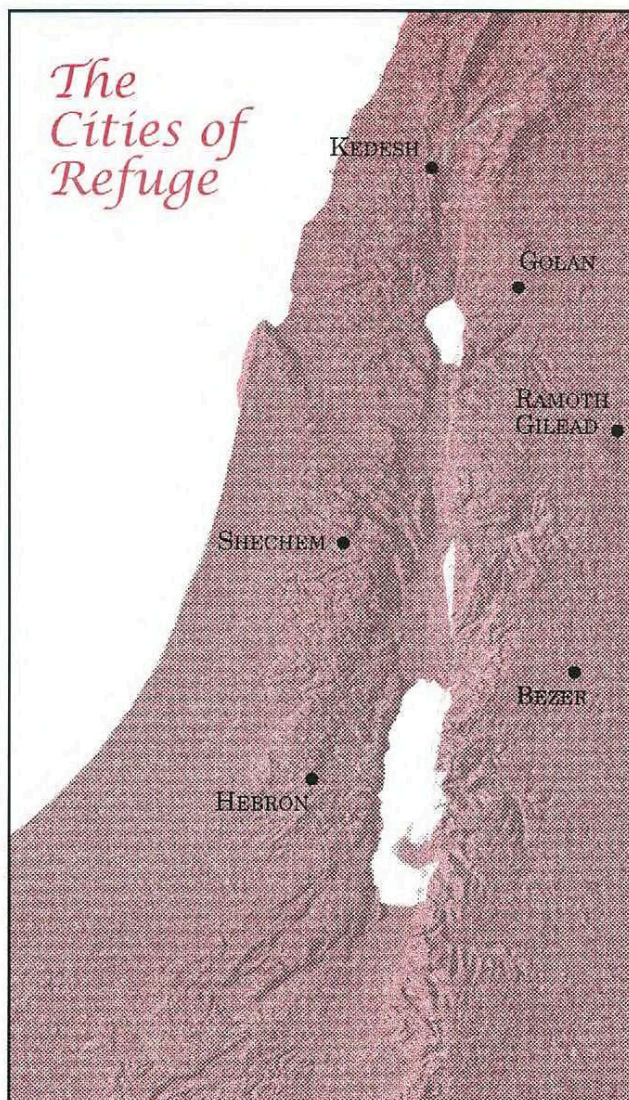 The
Cities of
Refuge
KEDESH
GOLAN
RAMOTH
GILEAD
SHECHEM
BEZER
HEBRON